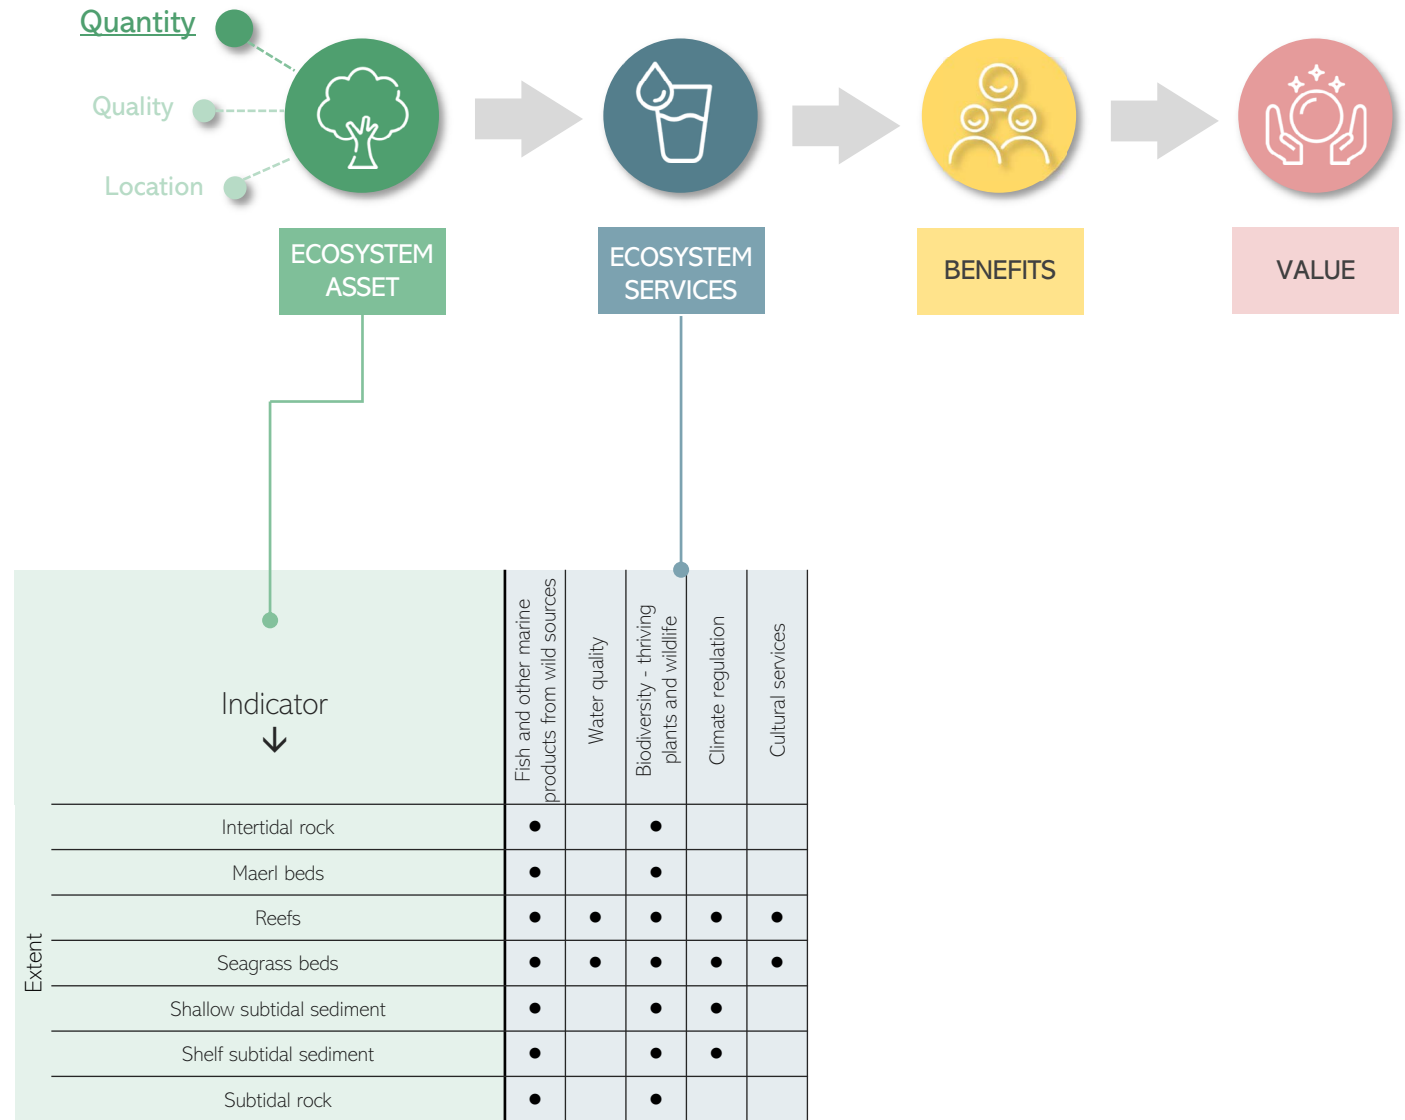 Quantity
Quality
Location
ECOSYSTEM
ASSET
ECOSYSTEM
SERVICES
BENEFITS
VALUE
Indicator
↓
Fish and other marine
products from wild sources
Water quality
Biodiversity - thriving
plants and wildlife
Climate regulation
Cultural services
Extent
Intertidal rock ● ●
Maerl beds ● ●
Reefs ● ● ● ● ●
Seagrass beds ● ● ● ● ●
Shallow subtidal sediment ● ● ●
Shelf subtidal sediment ● ● ●
Subtidal rock ● ●